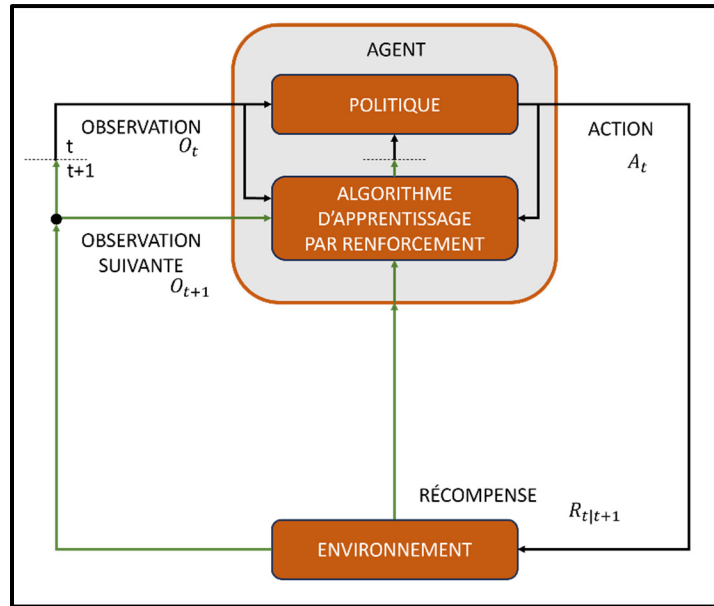 AGENT
POLITIQUE
OBSERVATION
O_t
t
t+1
ACTION
A_t
ALGORITHME
D'APPRENTISSAGE
PAR RENFORCEMENT
OBSERVATION
SUIVANTE
O_{t+1}
RÉCOMPENSE
R_{t|t+1}
ENVIRONNEMENT